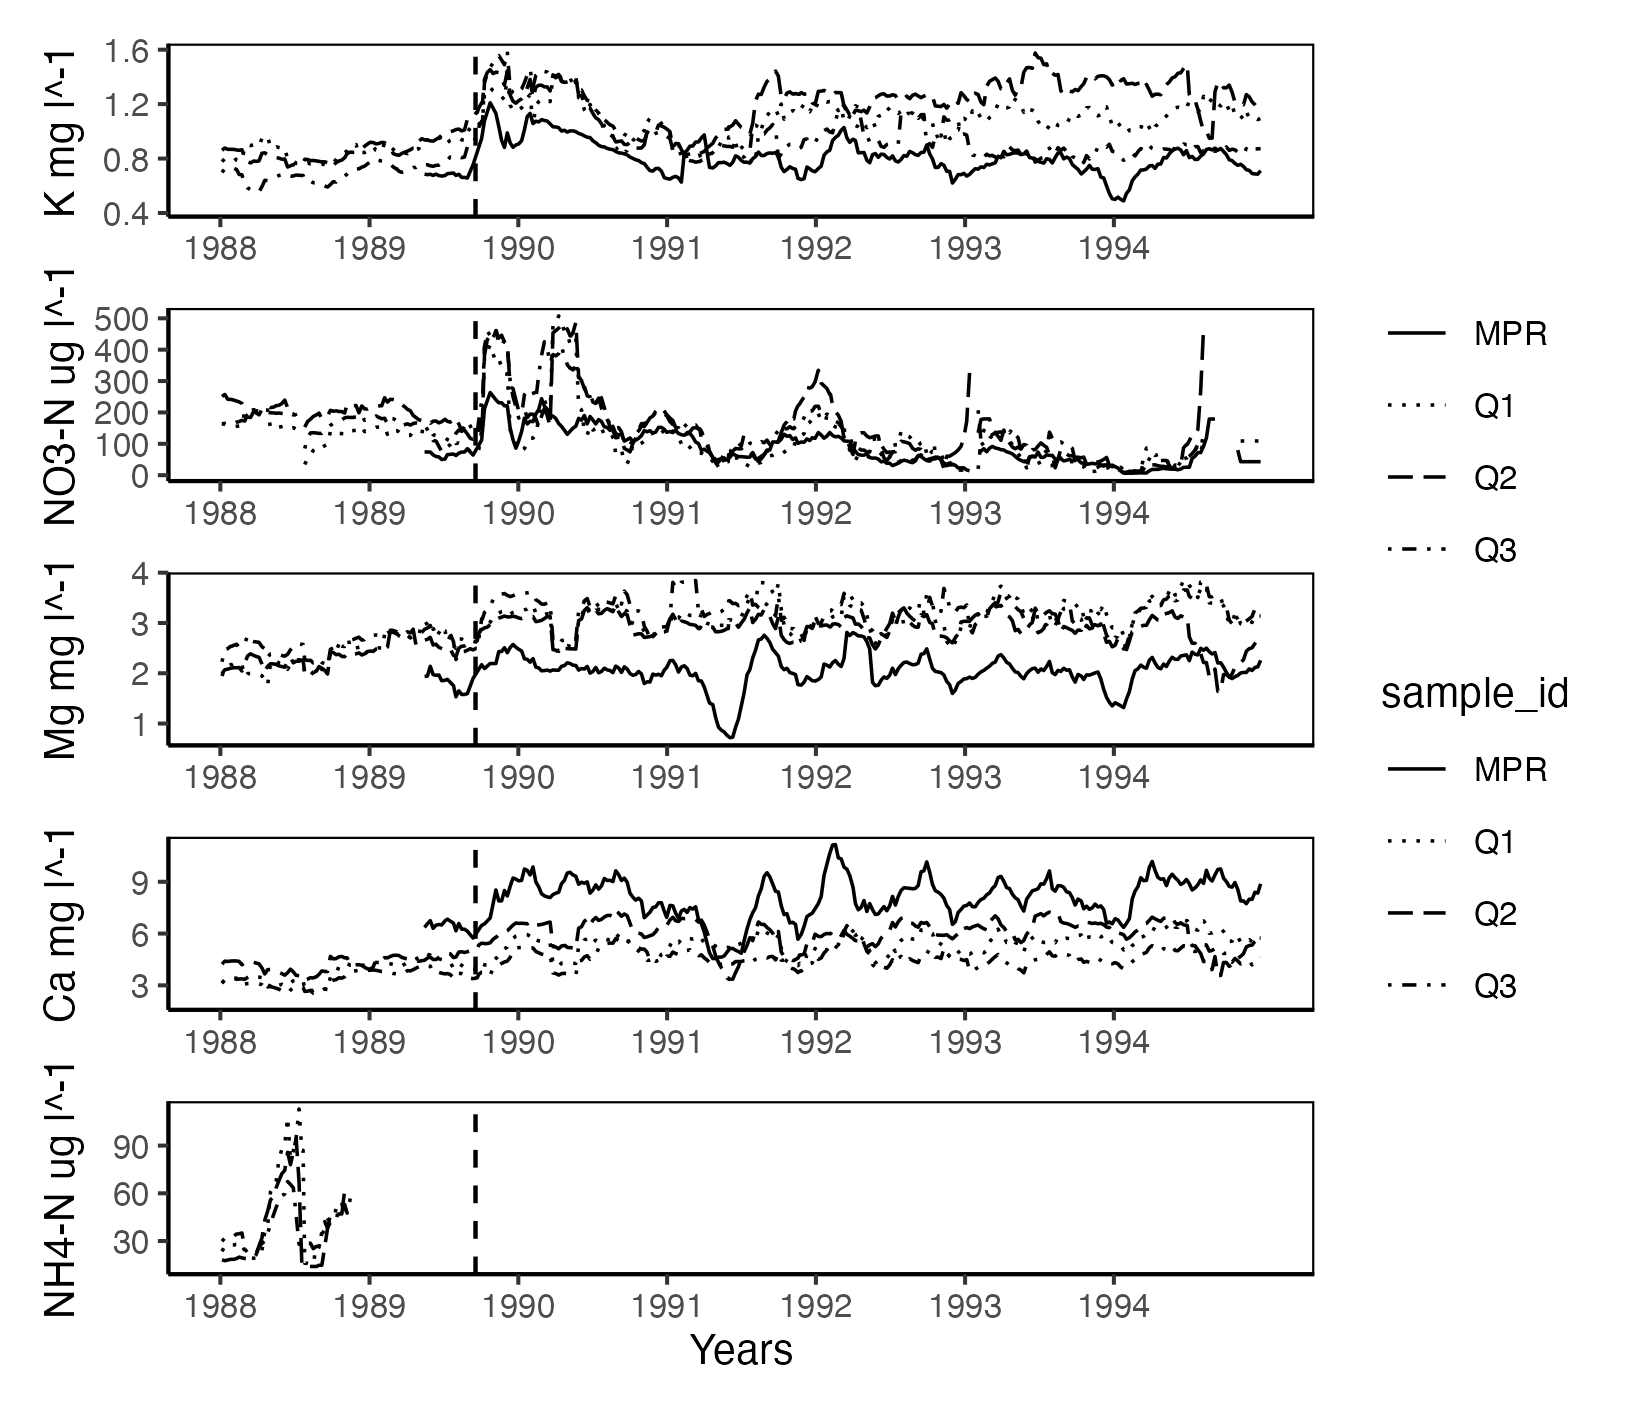 K mg l^-1
1.6
1.2
0.8
0.4
1988 1989 1990 1991 1992 1993 1994
NO3-N ug l^-1
500
400
300
200
100
0
1988 1989 1990 1991 1992 1993 1994
Mg mg l^-1
4
3
2
1
1988 1989 1990 1991 1992 1993 1994
Ca mg l^-1
9
6
3
1988 1989 1990 1991 1992 1993 1994
NH4-N ug l^-1
90
60
30
1988 1989 1990 1991 1992 1993 1994
Years
MPR
Q1
Q2
Q3
sample_id
MPR
Q1
Q2
Q3